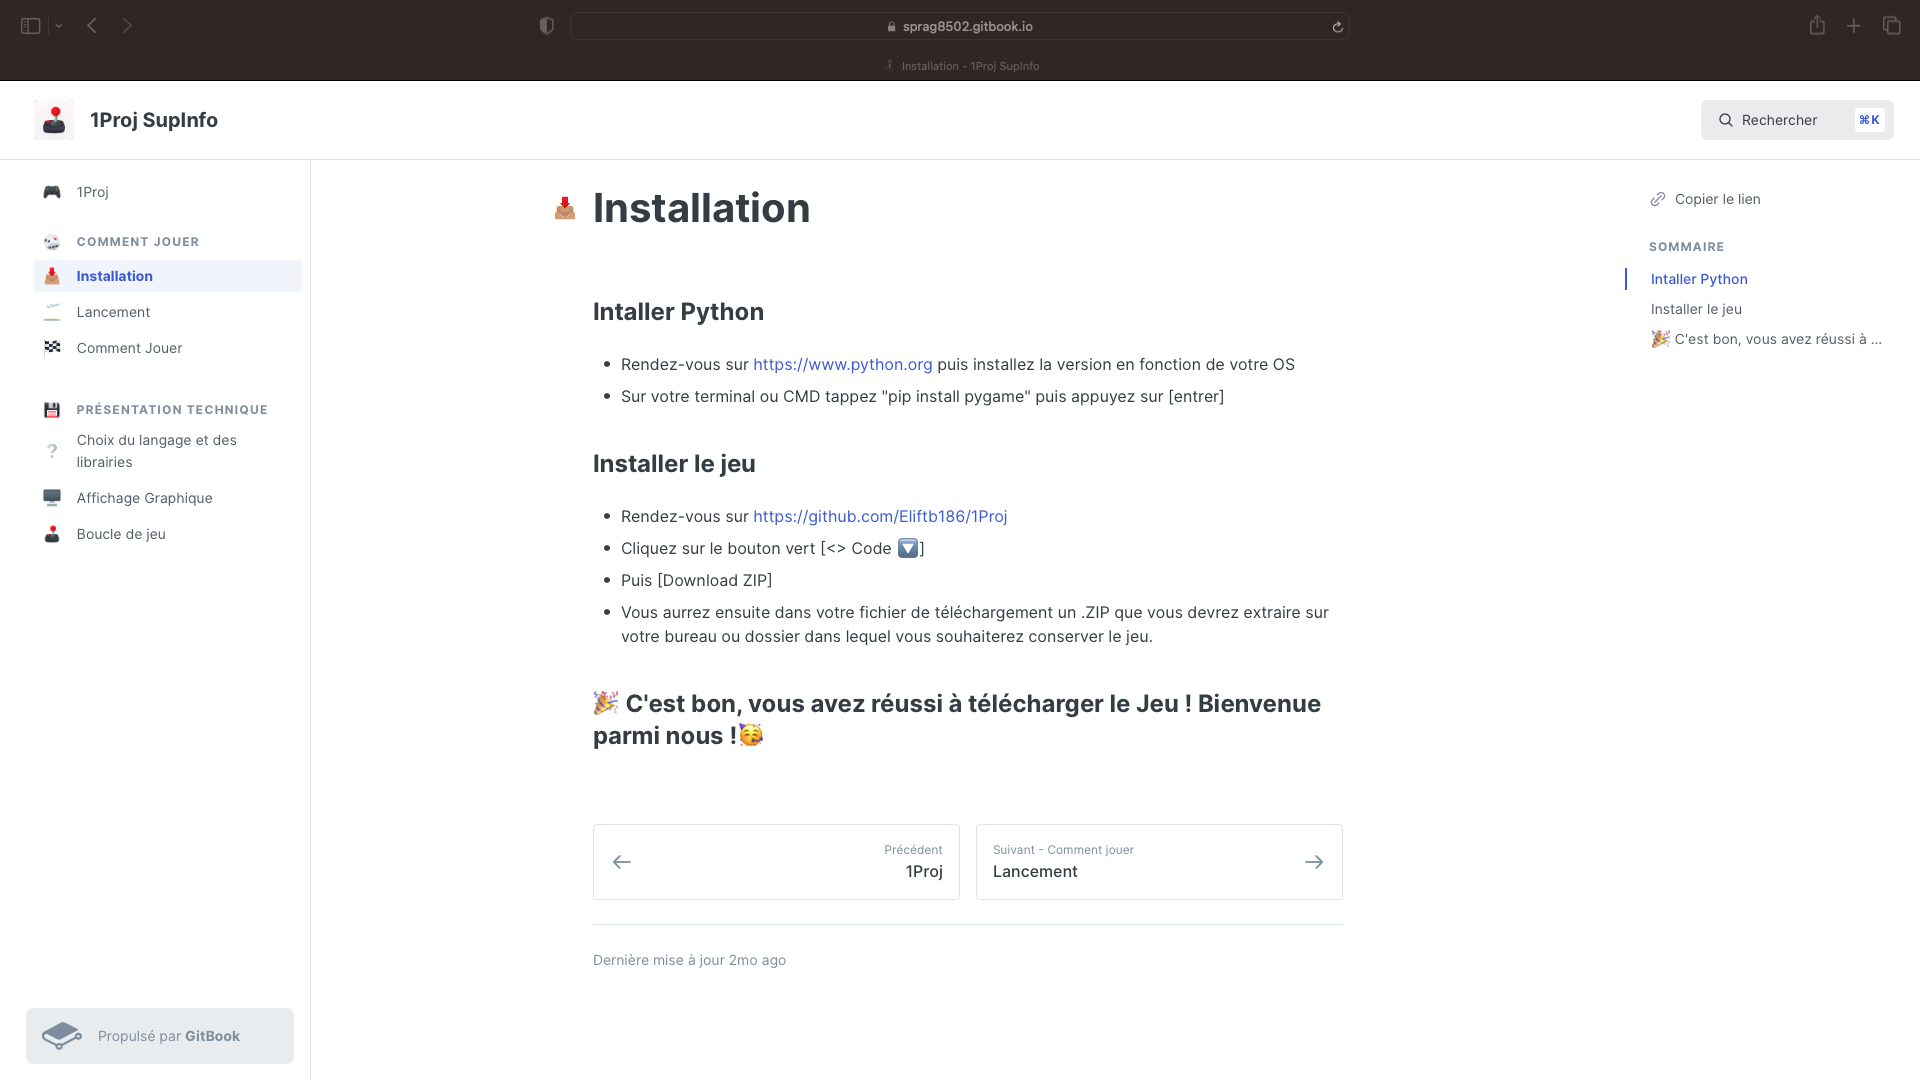 sprag8502.gitbook.io
Installation - 1Proj SupInfo
1Proj SupInfo
Rechercher
⌘K
1Proj
COMMENT JOUER
Installation
Lancement
Comment Jouer
PRÉSENTATION TECHNIQUE
Choix du langage et des
librairies
Affichage Graphique
Boucle de jeu
Propulsé par GitBook
Installation
Intaller Python
• Rendez-vous sur https://www.python.org puis installez la version en fonction de votre OS
• Sur votre terminal ou CMD tappez "pip install pygame" puis appuyez sur [entrer]
Installer le jeu
• Rendez-vous sur https://github.com/Eliftb186/1Proj
• Cliquez sur le bouton vert [<> Code 🔽]
• Puis [Download ZIP]
• Vous aurrez ensuite dans votre fichier de téléchargement un .ZIP que vous devrez extraire sur
votre bureau ou dossier dans lequel vous souhaiterez conserver le jeu.
🎉 C'est bon, vous avez réussi à télécharger le Jeu ! Bienvenue
parmi nous !🥳
Précédent
1Proj
Suivant - Comment jouer
Lancement
Dernière mise à jour 2mo ago
Copier le lien
SOMMAIRE
Intaller Python
Installer le jeu
🎉 C'est bon, vous avez réussi à ...